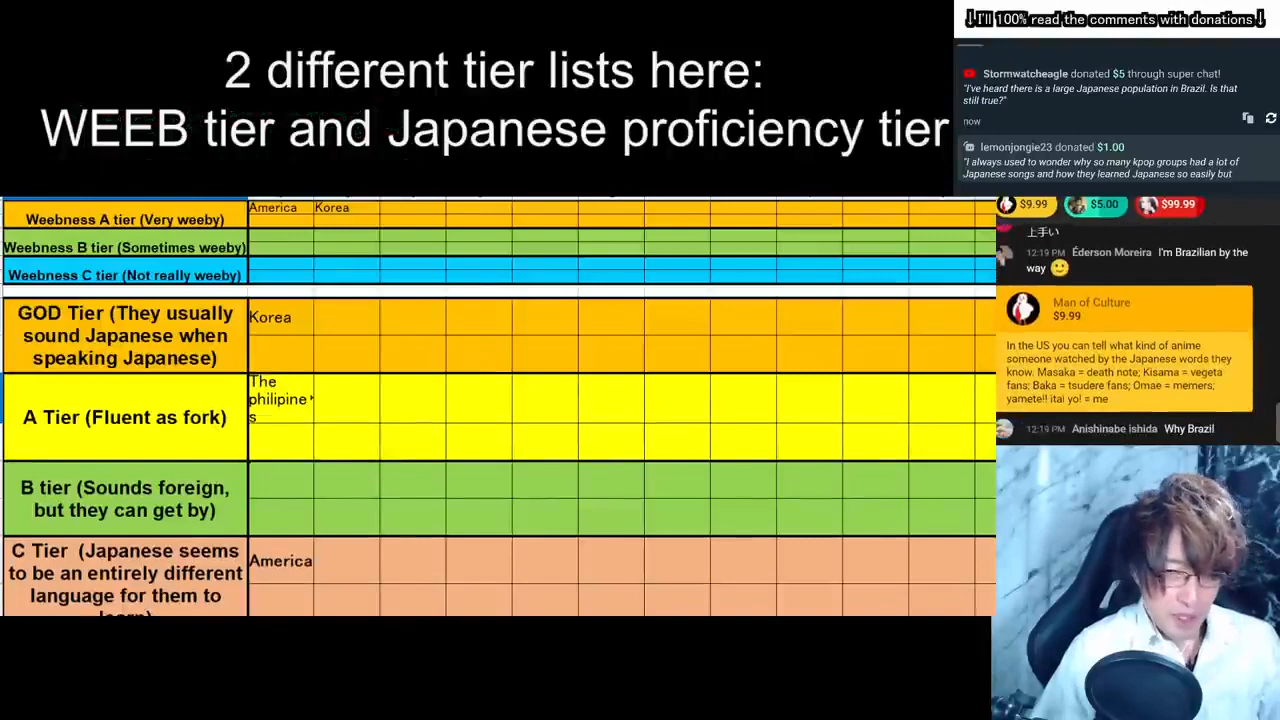 2 different tier lists here:
WEEB tier and Japanese proficiency tier
Weebness A tier (Very weeby)
America
Korea
Weebness B tier (Sometimes weeby)
Weebness C tier (Not really weeby)
GOD Tier (They usually
sound Japanese when
speaking Japanese)
Korea
A Tier (Fluent as fork)
The
philipine
s
B tier (Sounds foreign,
but they can get by)
C Tier (Japanese seems
to be an entirely different
language for them to
learn)
America
↓I'll 100% read the comments with donations↓
Stormwatcheagle donated $5 through super chat!
"I've heard there is a large Japanese population in Brazil. Is that
still true?"
now
lemonjongie23 donated $1.00
"I always used to wonder why so many kpop groups had a lot of
Japanese songs and how they learned Japanese so easily but
$9.99
$5.00
$99.99
上手い
12:19 PM Éderson Moreira I'm Brazilian by the
way
Man of Culture
$9.99
In the US you can tell what kind of anime
someone watched by the Japanese words they
know. Masaka = death note; Kisama = vegeta
fans; Baka = tsudere fans; Omae = memers;
yamete!! itai yo! = me
12:19 PM Anishinabe ishida Why Brazil